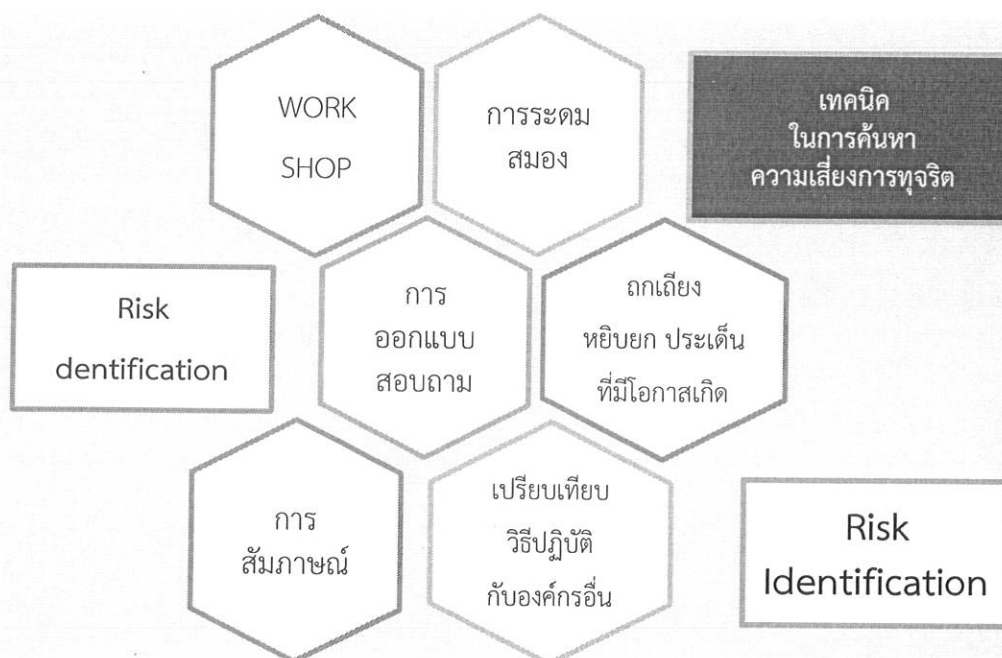 WORK
SHOP
การระดม
สมอง
เทคนิค
ในการค้นหา
ความเสี่ยงการทุจริต
Risk
dentification
การ
ออกแบบ
สอบถาม
ถกเถียง
หยิบยก ประเด็น
ที่มีโอกาสเกิด
การ
สัมภาษณ์
เปรียบเทียบ
วิธีปฏิบัติ
กับองค์กรอื่น
Risk
Identification